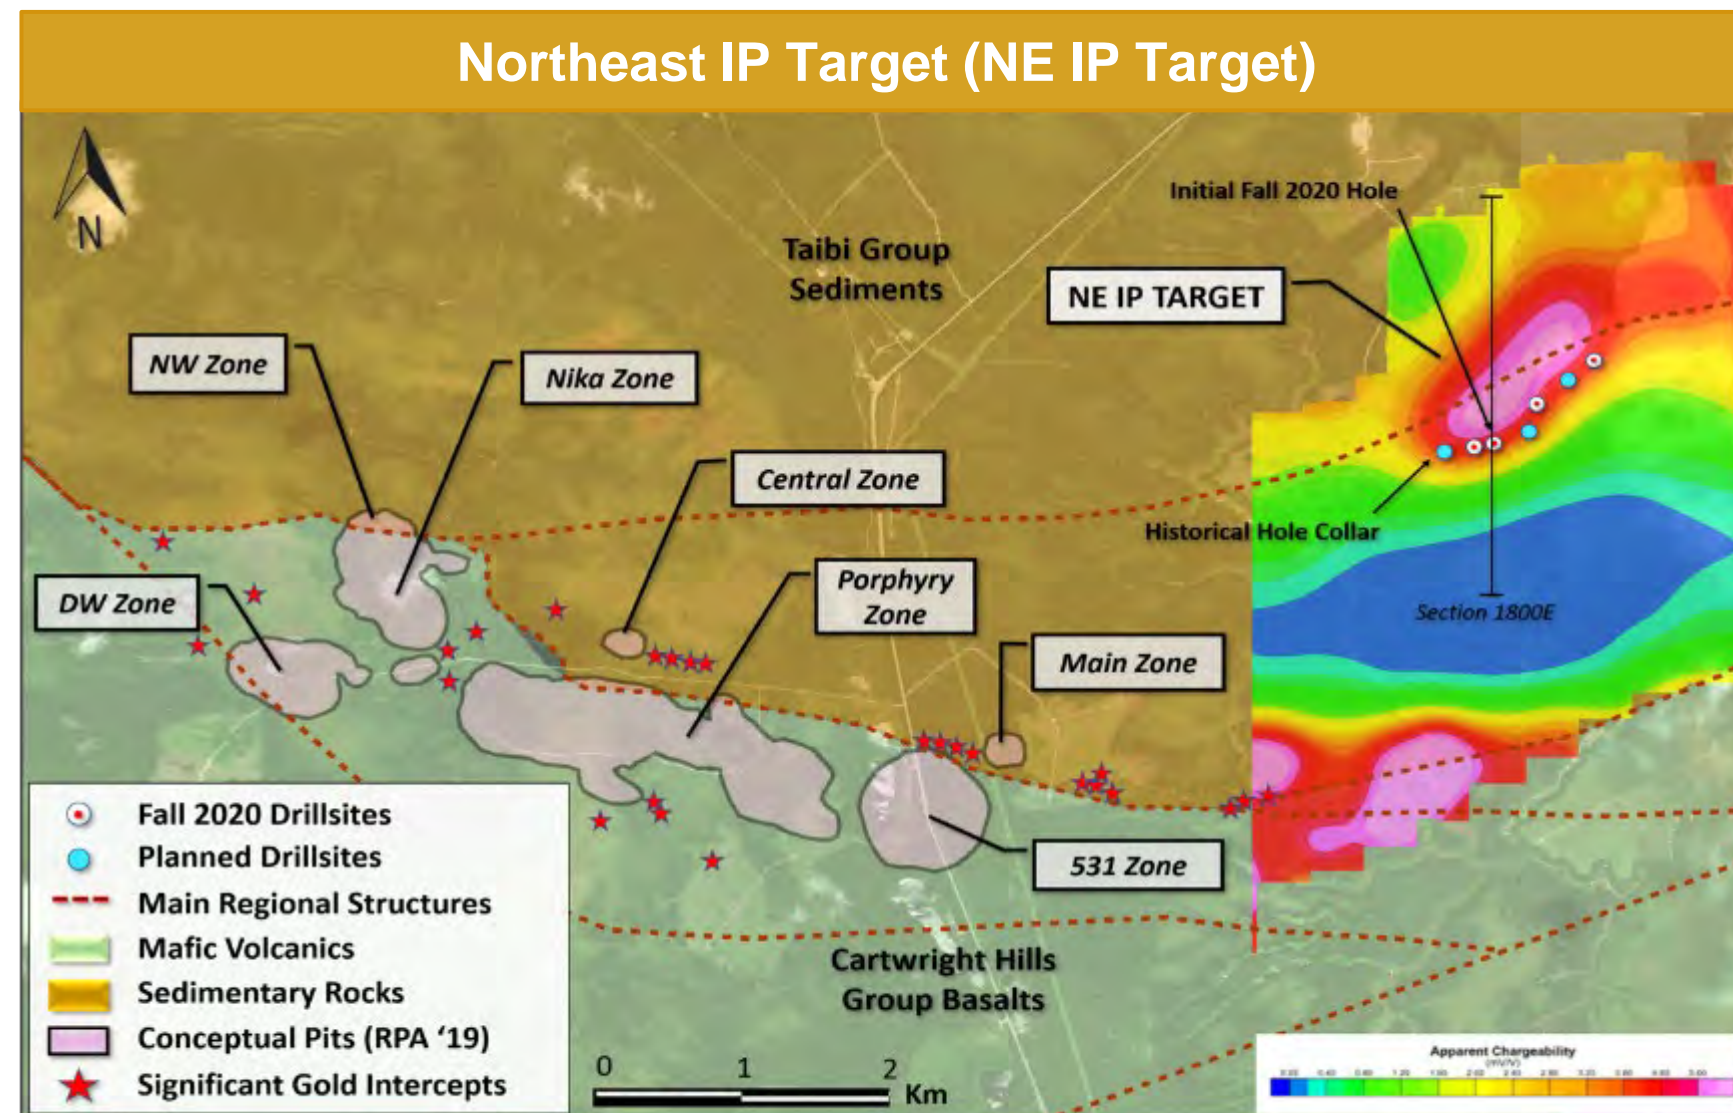 Northeast IP Target (NE IP Target)
N
Initial Fall 2020 Hole
Taibi Group
Sediments
NE IP TARGET
NW Zone
Nika Zone
Central Zone
Historical Hole Collar
DW Zone
Porphyry
Zone
Section 1800E
Main Zone
531 Zone
Cartwright Hills
Group Basalts
Fall 2020 Drillsites
Planned Drillsites
Main Regional Structures
Mafic Volcanics
Sedimentary Rocks
Conceptual Pits (RPA ‘19)
Significant Gold Intercepts
0 1 2
Km
Apparent Chargeability
(mV/V)